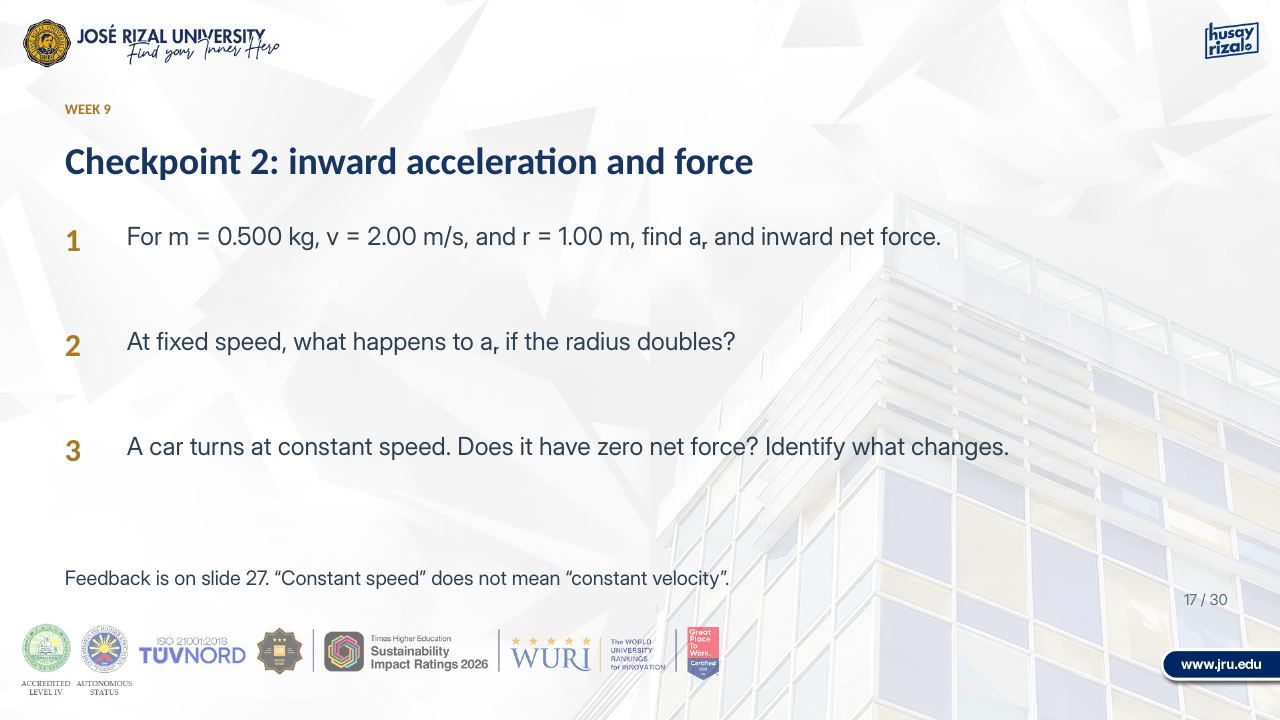 JOSÉ RIZAL UNIVERSITY
Find your Inner Hero
husay
rizal
WEEK 9
Checkpoint 2: inward acceleration and force
1 For m = 0.500 kg, v = 2.00 m/s, and r = 1.00 m, find aᵣ and inward net force.
2 At fixed speed, what happens to aᵣ if the radius doubles?
3 A car turns at constant speed. Does it have zero net force? Identify what changes.
Feedback is on slide 27. “Constant speed” does not mean “constant velocity”.
17 / 30
ACCREDITED
LEVEL IV
AUTONOMOUS
STATUS
ISO 21001:2018
TÜVNORD
Times Higher Education
Sustainability
Impact Ratings 2026
WURI
The WORLD
UNIVERSITY
RANKINGS
for INNOVATION
Great
Place
To
Work.
Certified
www.jru.edu